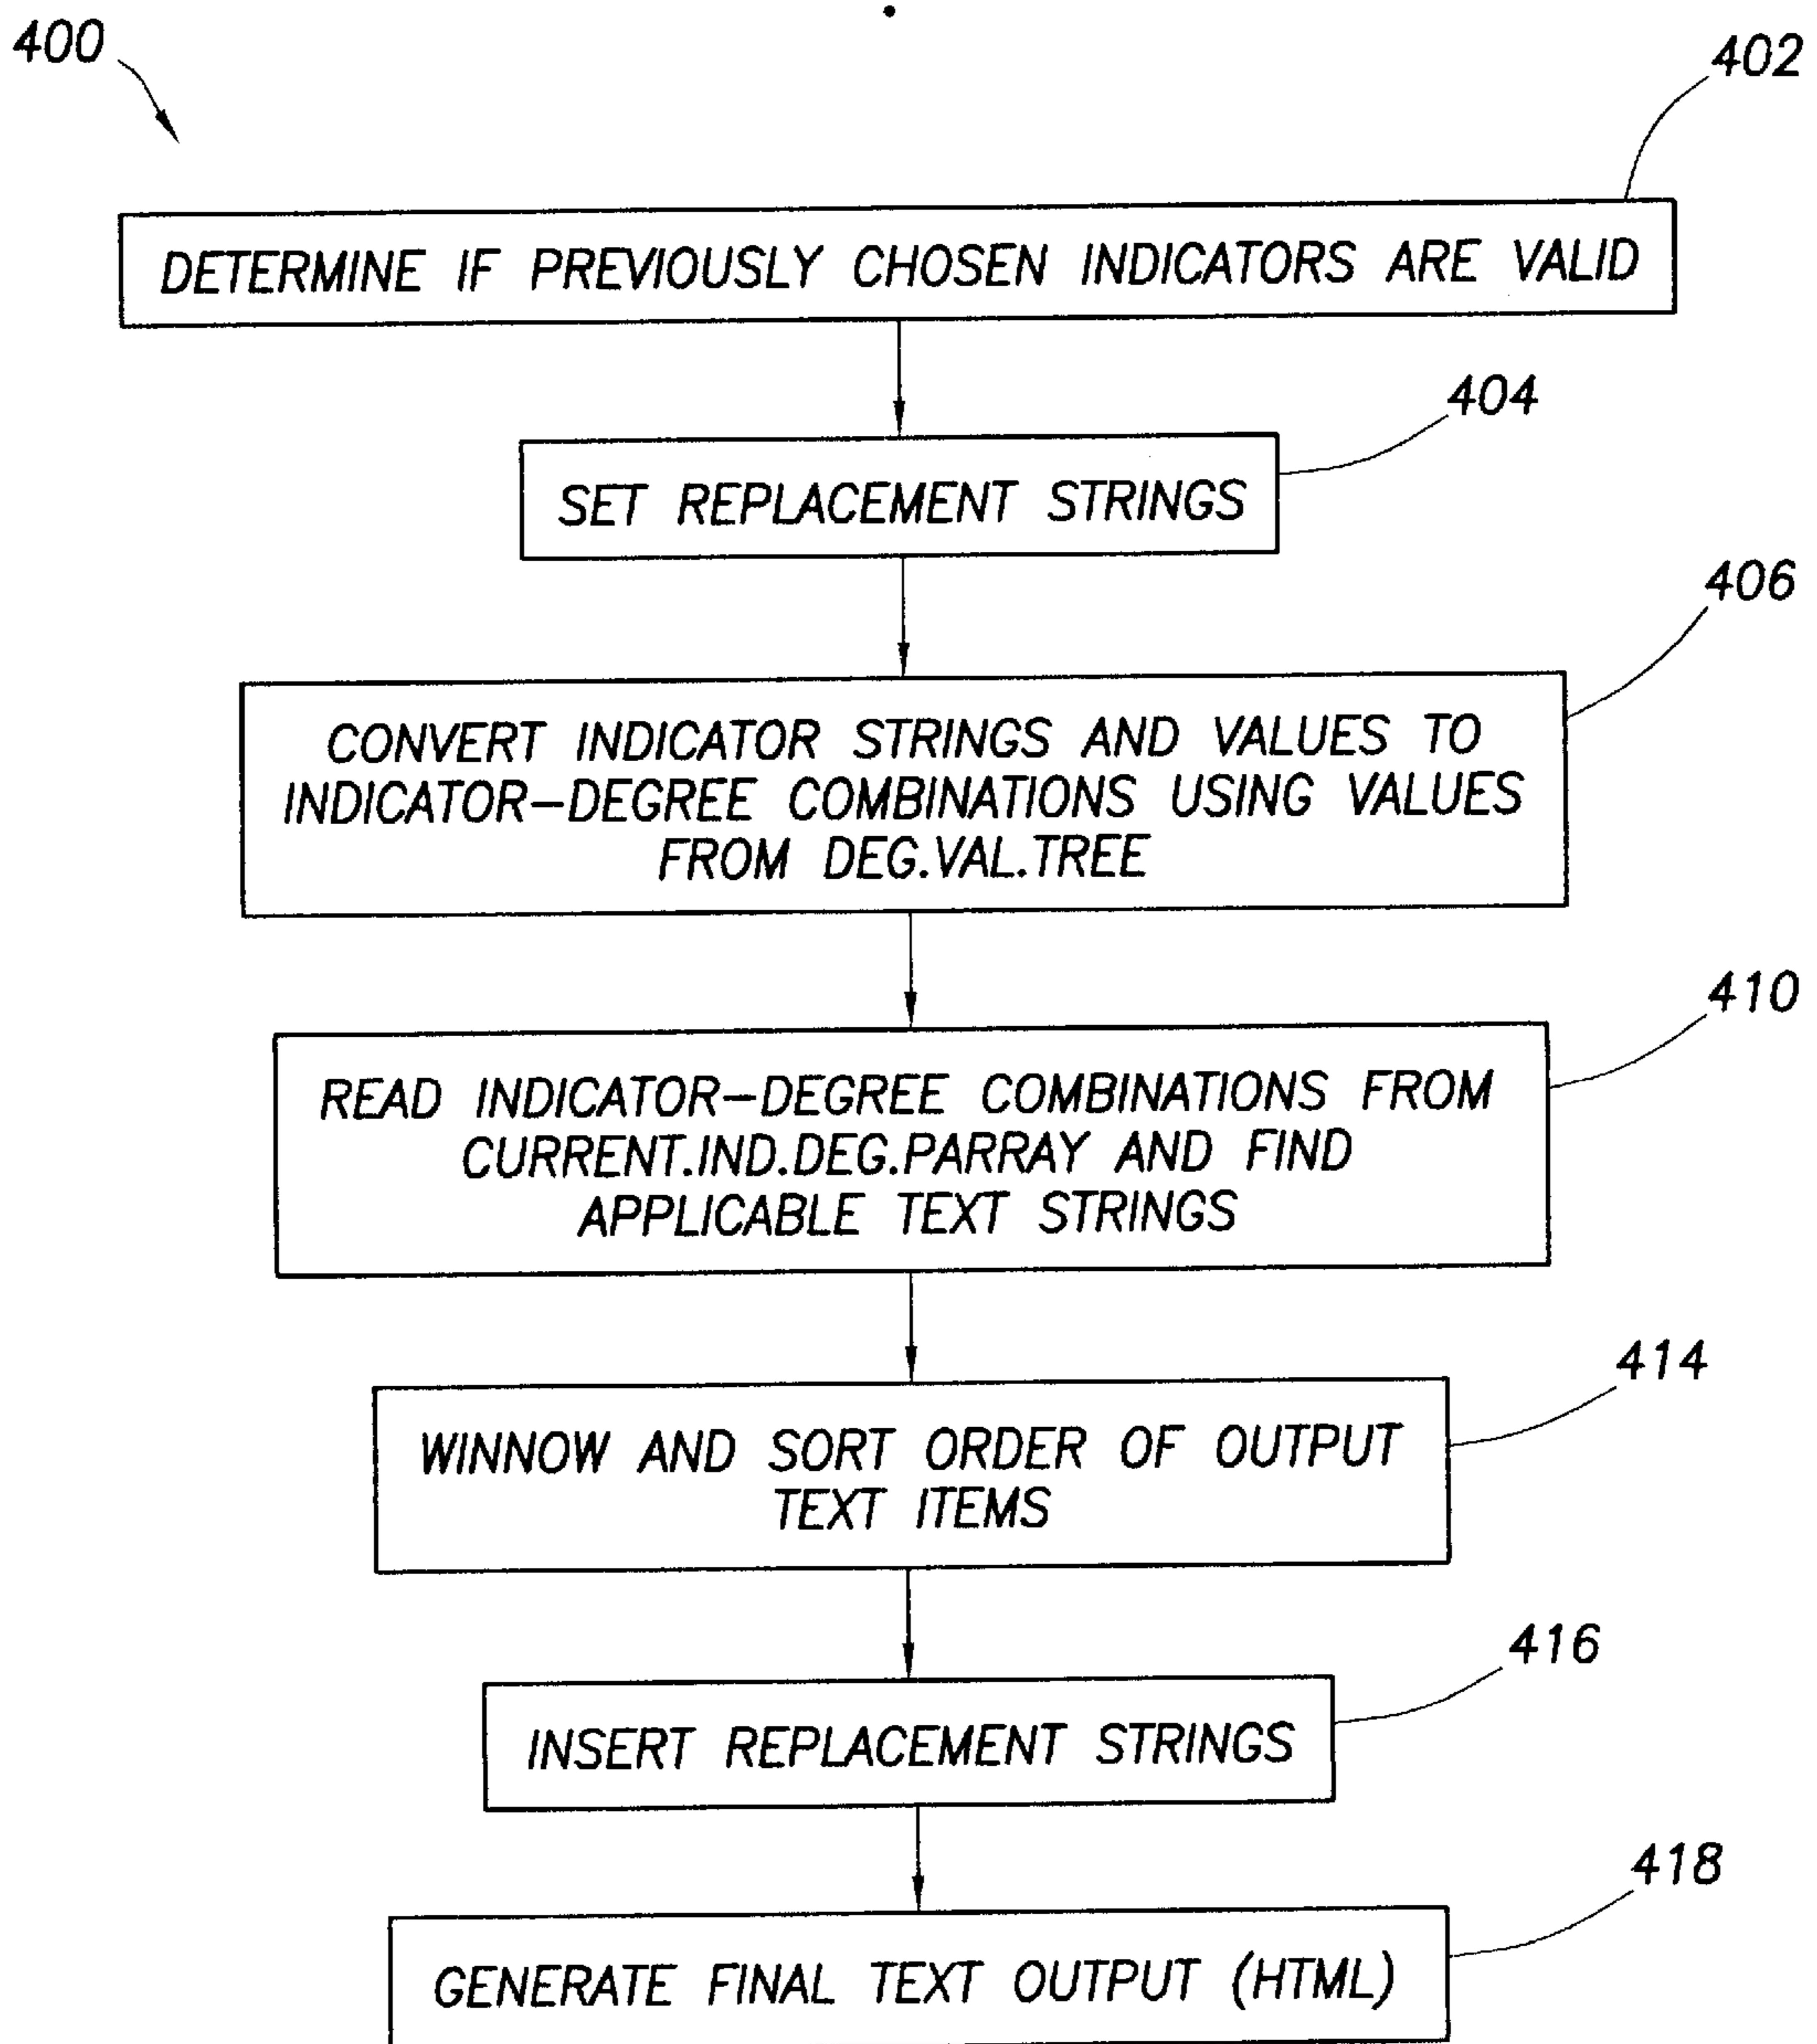 400
402
DETERMINE IF PREVIOUSLY CHOSEN INDICATORS ARE VALID
404
SET REPLACEMENT STRINGS
406
CONVERT INDICATOR STRINGS AND VALUES TO
INDICATOR–DEGREE COMBINATIONS USING VALUES
FROM DEG.VAL.TREE
410
READ INDICATOR–DEGREE COMBINATIONS FROM
CURRENT.IND.DEG.PARRAY AND FIND
APPLICABLE TEXT STRINGS
414
WINNOW AND SORT ORDER OF OUTPUT
TEXT ITEMS
416
INSERT REPLACEMENT STRINGS
418
GENERATE FINAL TEXT OUTPUT (HTML)